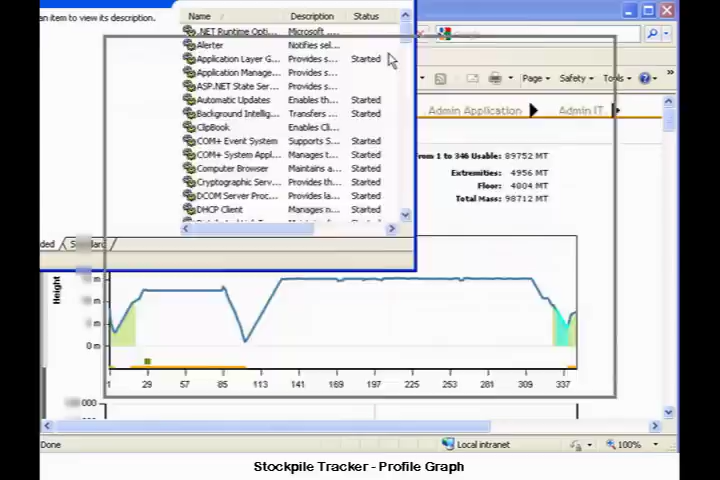 an item to view its description.
Name Description Status
.NET Runtime Opti... Microsoft ...
Alerter Notifies sel...
Application Layer G... Provides s... Started
Application Manage... Provides s...
ASP.NET State Ser... Provides s...
Automatic Updates Enables th... Started
Background Intellig... Transfers ... Started
ClipBook Enables Cli...
COM+ Event System Supports S... Started
COM+ System Appl... Manages t... Started
Computer Browser Maintains a... Started
Cryptographic Serv... Provides th... Started
DCOM Server Proc... Provides la... Started
DHCP Client Manages n... Started
Google
Page Safety Tools
Admin Application Admin IT
From 1 to 346 Usable: 89752 MT
Extremities: 4956 MT
Floor: 4004 MT
Total Mass: 98712 MT
Height
0 m
1 29 57 85 113 141 169 197 225 253 281 309 337
Done Local intranet 100%
Stockpile Tracker - Profile Graph